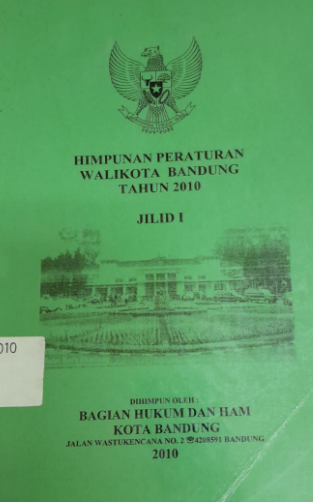 HIMPUNAN PERATURAN
WALIKOTA BANDUNG
TAHUN 2010
JILID I
010
DIHIMPUN OLEH :
BAGIAN HUKUM DAN HAM
KOTA BANDUNG
JALAN WASTUKENCANA NO. 2 ☎4208591 BANDUNG
2010